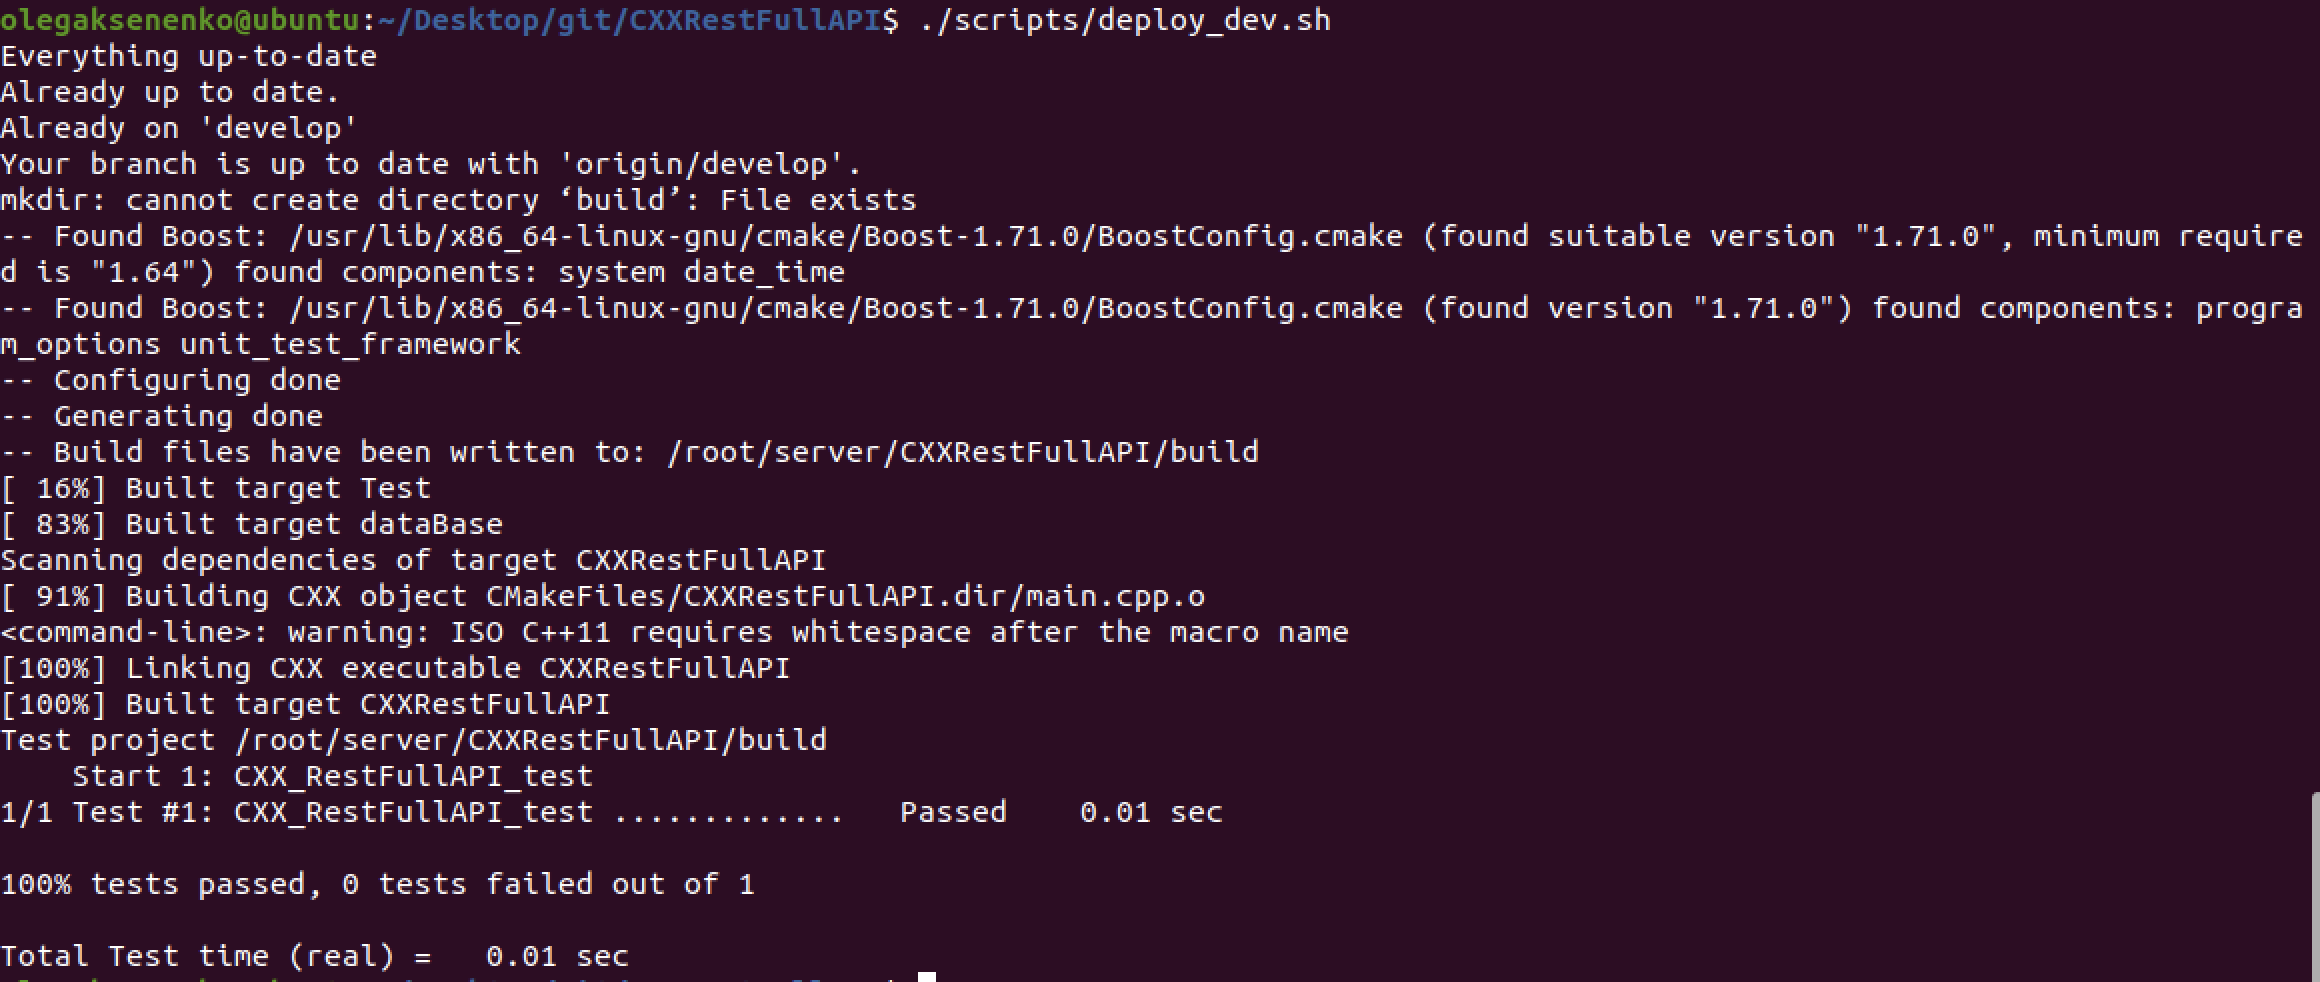 olegaksenenko@ubuntu:~/Desktop/git/CXXRestFullAPI$ ./scripts/deploy_dev.sh
Everything up-to-date
Already up to date.
Already on 'develop'
Your branch is up to date with 'origin/develop'.
mkdir: cannot create directory ‘build’: File exists
-- Found Boost: /usr/lib/x86_64-linux-gnu/cmake/Boost-1.71.0/BoostConfig.cmake (found suitable version "1.71.0", minimum require
d is "1.64") found components: system date_time
-- Found Boost: /usr/lib/x86_64-linux-gnu/cmake/Boost-1.71.0/BoostConfig.cmake (found version "1.71.0") found components: progra
m_options unit_test_framework
-- Configuring done
-- Generating done
-- Build files have been written to: /root/server/CXXRestFullAPI/build
[ 16%] Built target Test
[ 83%] Built target dataBase
Scanning dependencies of target CXXRestFullAPI
[ 91%] Building CXX object CMakeFiles/CXXRestFullAPI.dir/main.cpp.o
<command-line>: warning: ISO C++11 requires whitespace after the macro name
[100%] Linking CXX executable CXXRestFullAPI
[100%] Built target CXXRestFullAPI
Test project /root/server/CXXRestFullAPI/build
    Start 1: CXX_RestFullAPI_test
1/1 Test #1: CXX_RestFullAPI_test .............   Passed    0.01 sec

100% tests passed, 0 tests failed out of 1

Total Test time (real) =   0.01 sec